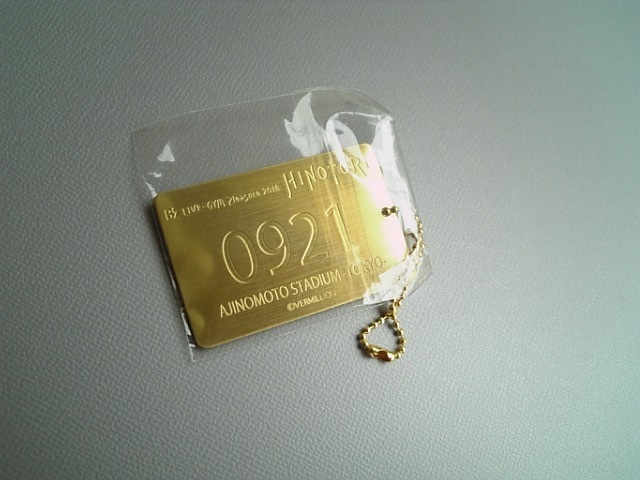 B'z LIVE-GYM Pleasure 2018 HINOTORI
0921
AJINOMOTO STADIUM -TOKYO-
©VERMILLION